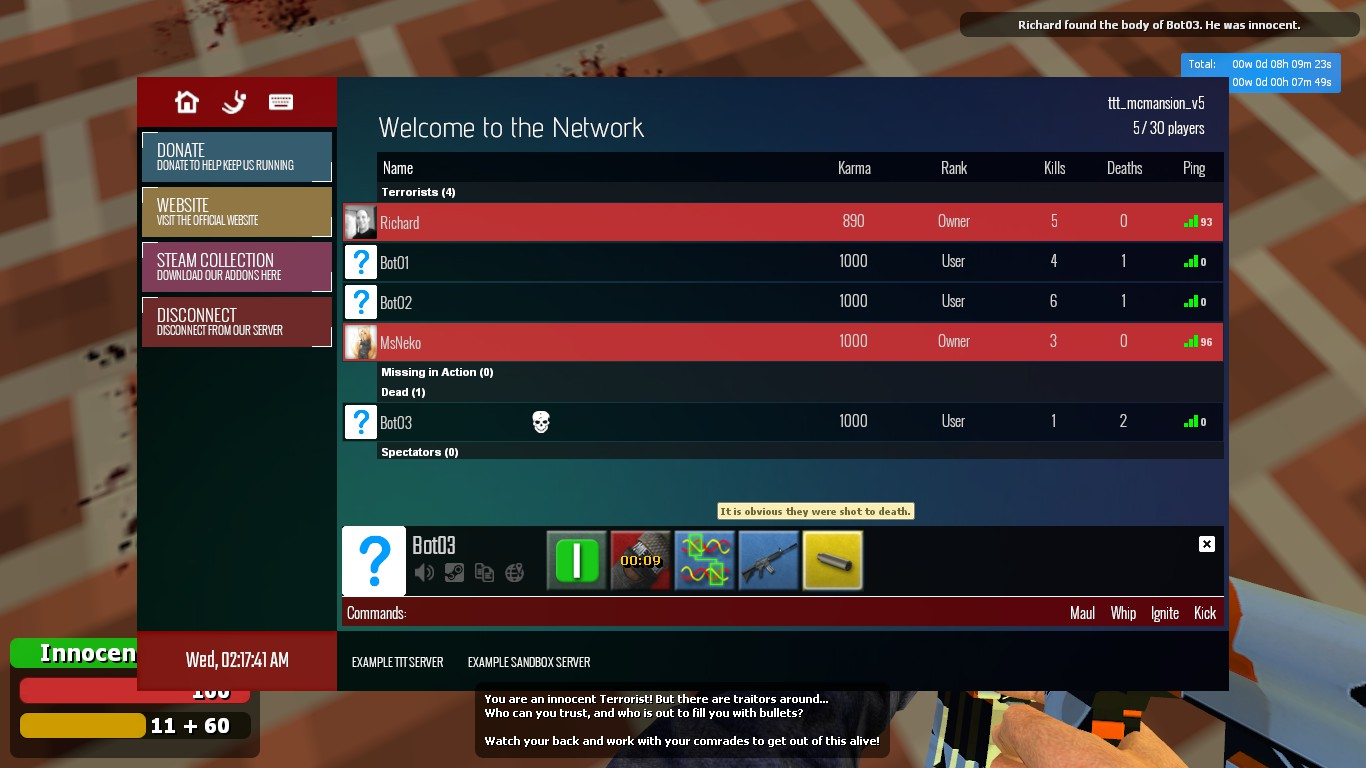 Richard found the body of Bot03. He was innocent.
Total: 00w 0d 08h 09m 23s
00w 0d 00h 07m 49s
ttt_mcmansion_v5
5 / 30 players
Welcome to the Network
DONATE
DONATE TO HELP KEEP US RUNNING
WEBSITE
VISIT THE OFFICIAL WEBSITE
STEAM COLLECTION
DOWNLOAD OUR ADDONS HERE
DISCONNECT
DISCONNECT FROM OUR SERVER
Name Karma Rank Kills Deaths Ping
Terrorists (4)
Richard 890 Owner 5 0 93
Bot01 1000 User 4 1 0
Bot02 1000 User 6 1 0
MsNeko 1000 Owner 3 0 96
Missing in Action (0)
Dead (1)
Bot03 1000 User 1 2 0
Spectators (0)
It is obvious they were shot to death.
Bot03
00:09
Commands: Maul Whip Ignite Kick
Wed, 02:17:41 AM
EXAMPLE TTT SERVER EXAMPLE SANDBOX SERVER
Innocen
100
11 + 60
You are an innocent Terrorist! But there are traitors around...
Who can you trust, and who is out to fill you with bullets?
Watch your back and work with your comrades to get out of this alive!